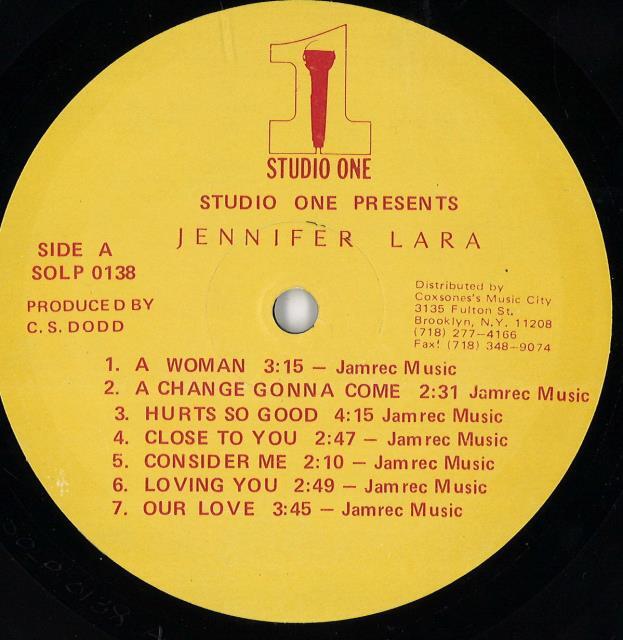 1
STUDIO ONE
STUDIO ONE PRESENTS
JENNIFER LARA
SIDE A
SOLP 0138
PRODUCED BY
C. S. DODD
Distributed by
Coxsones's Music City
3135 Fulton St.
Brooklyn, N.Y. 11208
(718) 277-4166
Fax! (718) 348-9074
1. A WOMAN 3:15 — Jamrec Music
2. A CHANGE GONNA COME 2:31 Jamrec Music
3. HURTS SO GOOD 4:15 Jamrec Music
4. CLOSE TO YOU 2:47 — Jamrec Music
5. CONSIDER ME 2:10 — Jamrec Music
6. LOVING YOU 2:49 — Jamrec Music
7. OUR LOVE 3:45 — Jamrec Music